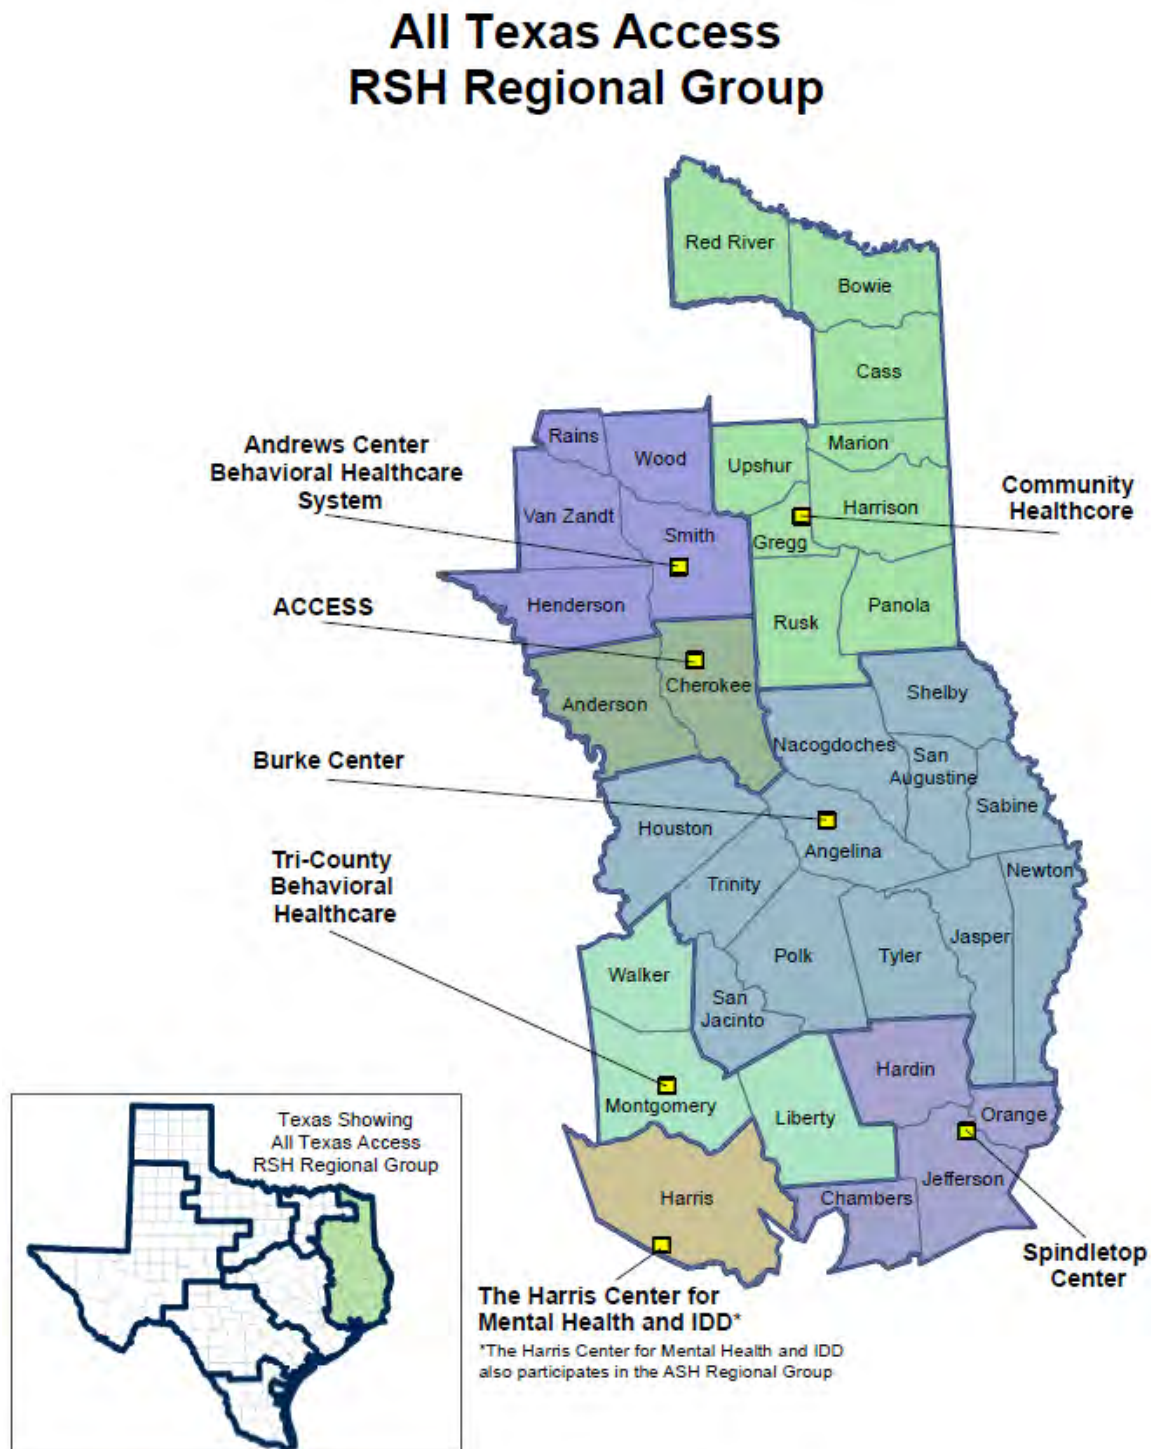 All Texas Access
RSH Regional Group
Red River
Bowie
Cass
Rains
Wood
Upshur
Marion
Andrews Center
Behavioral Healthcare
System
Van Zandt
Smith
Gregg
Harrison
Community
Healthcore
ACCESS
Henderson
Rusk
Panola
Anderson
Cherokee
Shelby
Burke Center
Nacogdoches
San
Augustine
Sabine
Houston
Angelina
Tri-County
Behavioral
Healthcare
Trinity
Newton
Walker
San
Jacinto
Polk
Tyler
Jasper
Montgomery
Liberty
Hardin
Orange
Jefferson
Harris
Chambers
Spindletop
Center
Texas Showing
All Texas Access
RSH Regional Group
The Harris Center for
Mental Health and IDD*
*The Harris Center for Mental Health and IDD
also participates in the ASH Regional Group